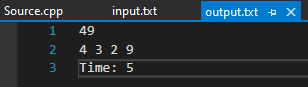 Source.cpp input.txt output.txt
1 49
2 4 3 2 9
3 Time: 5